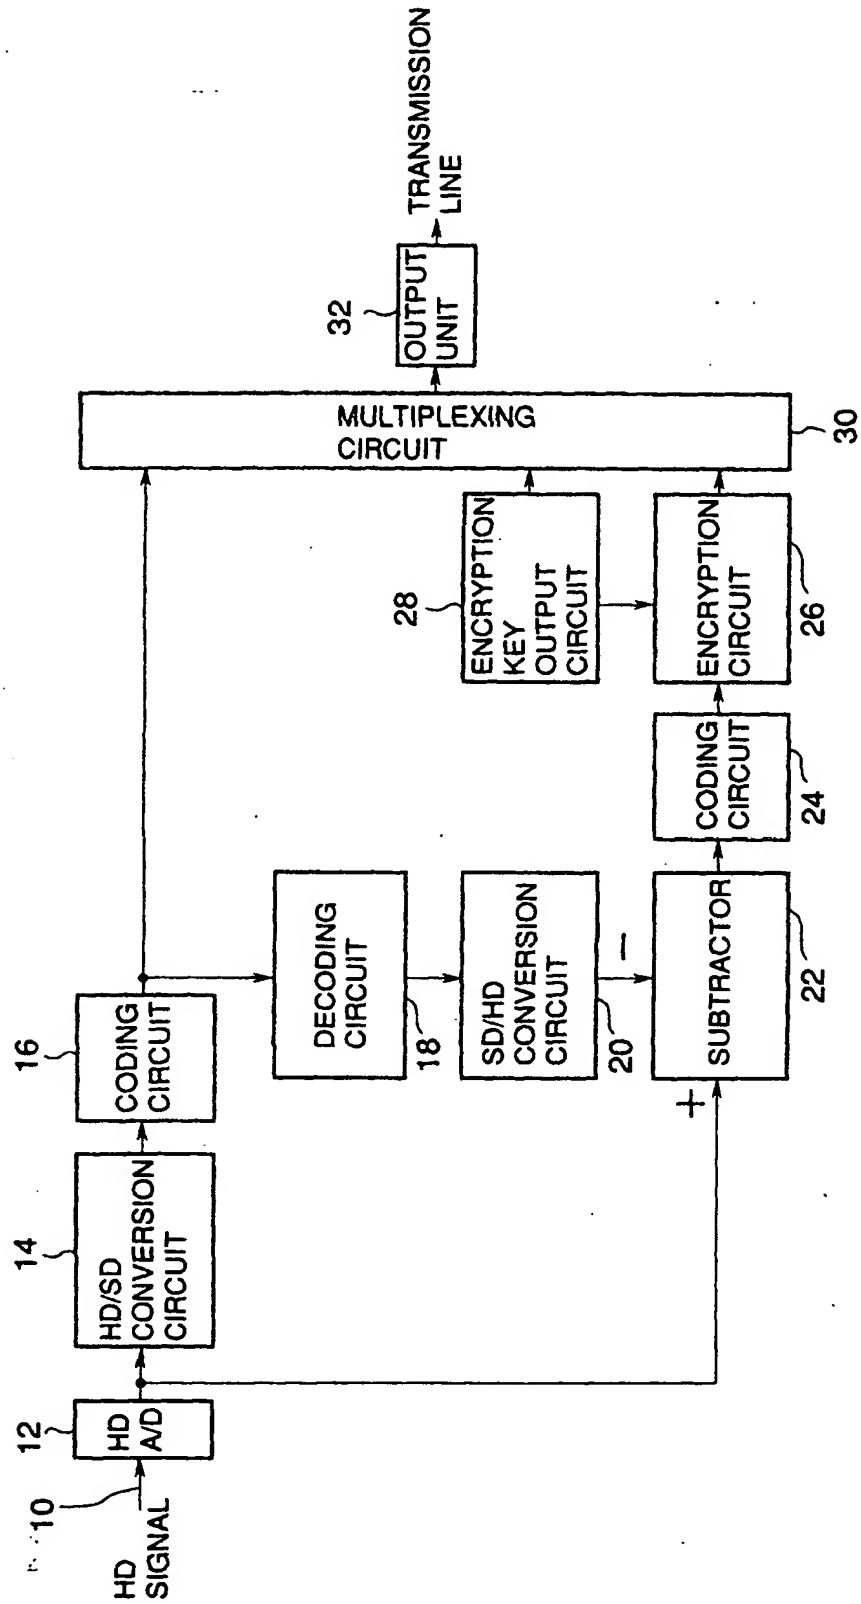 HD
SIGNAL
10
12
HD
A/D
14
HD/SD
CONVERSION
CIRCUIT
16
CODING
CIRCUIT
DECODING
CIRCUIT
18
SD/HD
CONVERSION
CIRCUIT
20
−
+
SUBTRACTOR
22
CODING
CIRCUIT
24
28
ENCRYPTION
KEY
OUTPUT
CIRCUIT
ENCRYPTION
CIRCUIT
26
MULTIPLEXING
CIRCUIT
30
32
OUTPUT
UNIT
TRANSMISSION
LINE